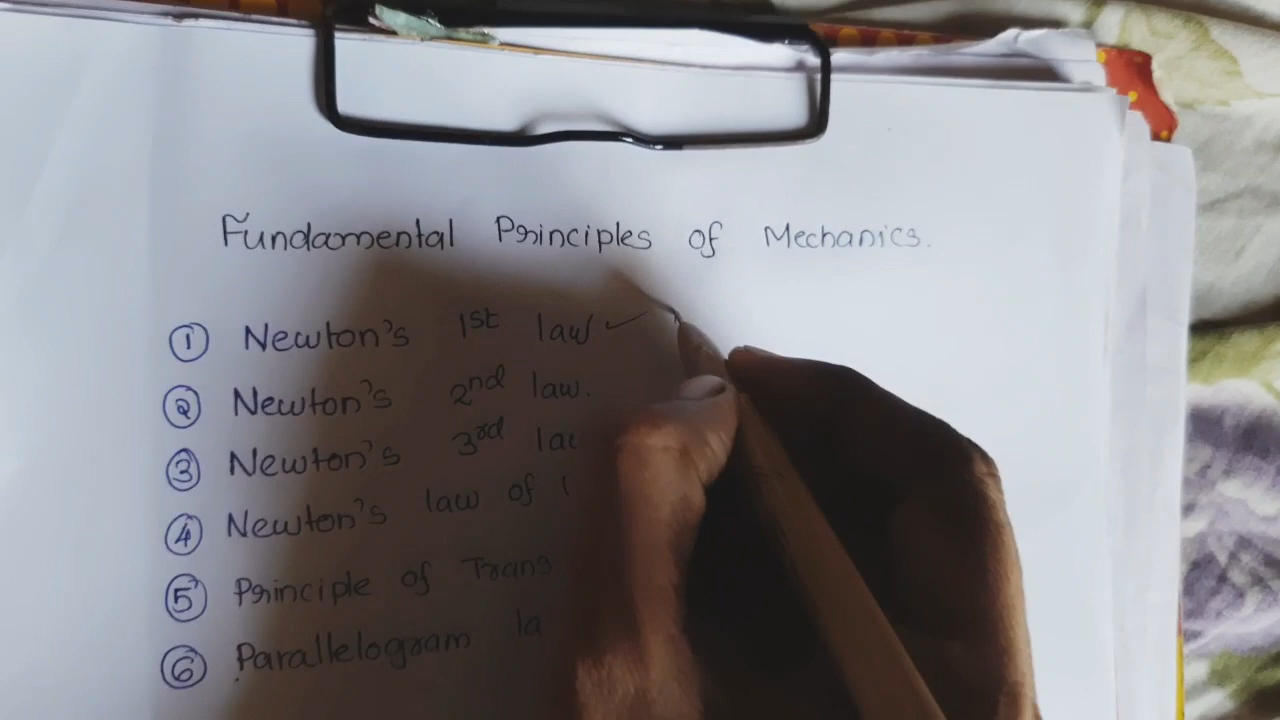 Fundamental Principles of Mechanics.
① Newton's 1st law
② Newton's 2nd law.
③ Newton's 3rd
④ Newton's law of
⑤ Principle of
⑥ Parallelogram